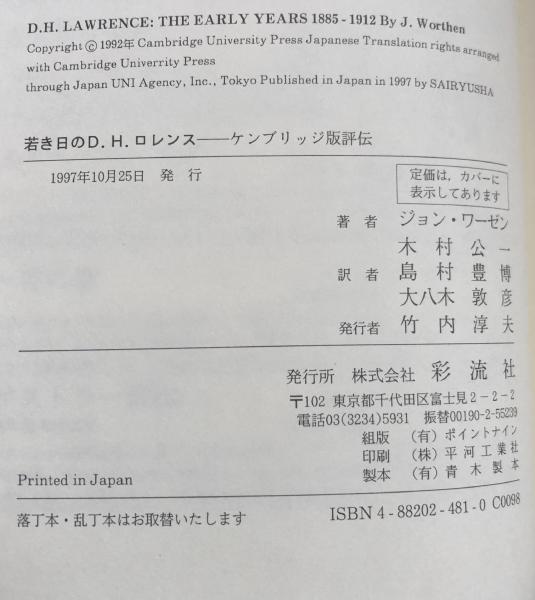 D.H. LAWRENCE: THE EARLY YEARS 1885-1912 By J. Worthen
Copyright © 1992年 Cambridge University Press Japanese Translation rights arranged
with Cambridge Univerrity Press
through Japan UNI Agency, Inc., Tokyo Published in Japan in 1997 by SAIRYUSHA
若き日のD. H. ロレンス——ケンブリッジ版評伝
1997年10月25日 発 行
定価は,カバーに
表示してあります
著 者 ジョン・ワーゼン
木 村 公 一
訳 者 島 村 豊 博
大八木 敦 彦
発行者 竹 内 淳 夫
発行所 株式会社 彩 流 社
〒102 東京都千代田区富士見2-2-2
電話03(3234)5931 振替00190-2-55239
組版 (有) ポイントナイン
印刷 (株) 平 河 工 業 社
製本 (有) 青 木 製 本
Printed in Japan
落丁本・乱丁本はお取替いたします
ISBN 4-88202-481-0 C0098